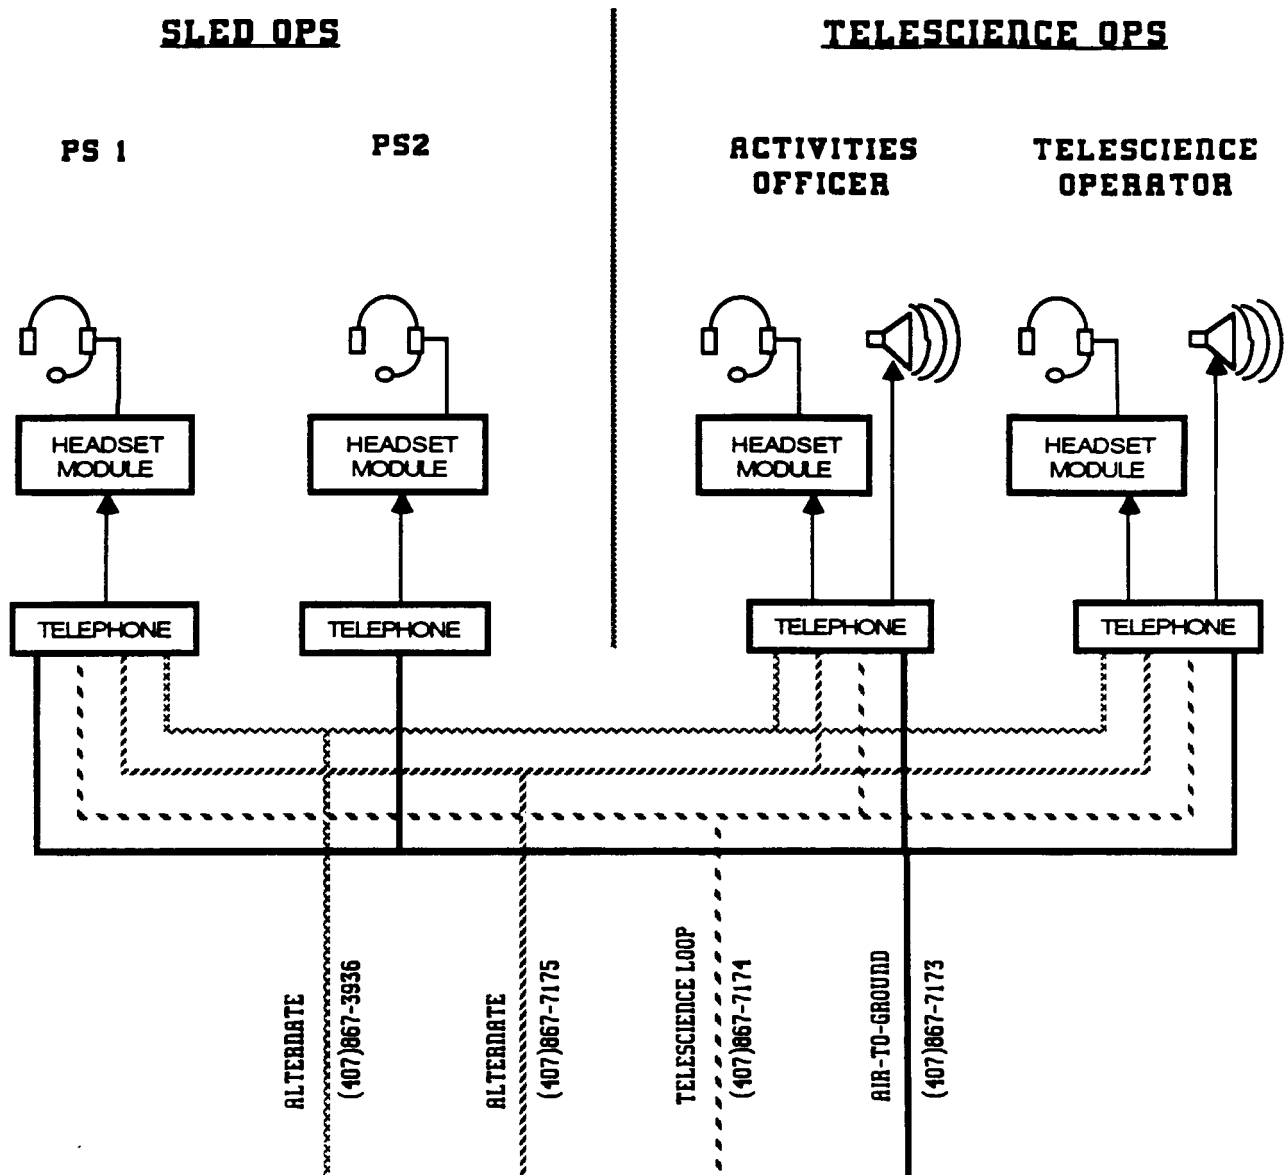 SLED OPS
TELESCIENCE OPS
PS 1
PS2
ACTIVITIES
OFFICER
TELESCIENCE
OPERATOR
HEADSET
MODULE
HEADSET
MODULE
HEADSET
MODULE
HEADSET
MODULE
TELEPHONE
TELEPHONE
TELEPHONE
TELEPHONE
ALTERNATE
(407)867-3936
ALTERNATE
(407)867-7175
TELESCIENCE LOOP
(407)867-7174
AIR-TO-GROUND
(407)867-7173